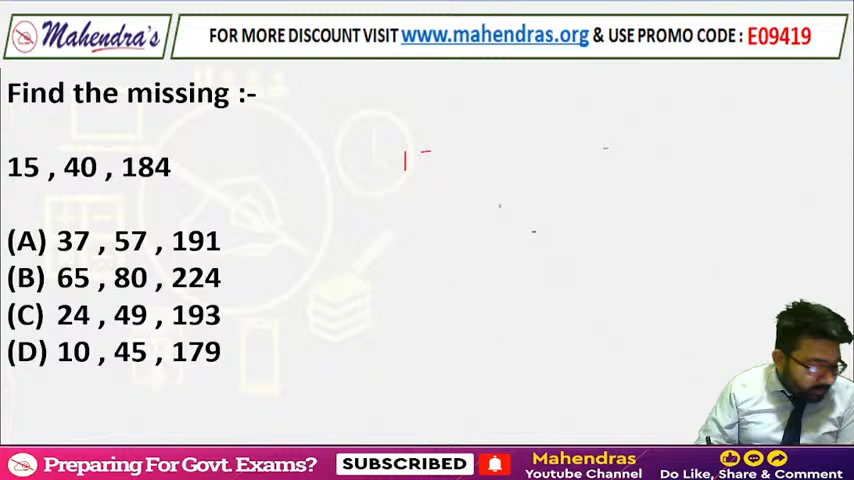 Mahendra's
FOR MORE DISCOUNT VISIT www.mahendras.org & USE PROMO CODE : E09419
Find the missing :-
15 , 40 , 184
(A) 37 , 57 , 191
(B) 65 , 80 , 224
(C) 24 , 49 , 193
(D) 10 , 45 , 179
Preparing For Govt. Exams?
SUBSCRIBED
Mahendras
Youtube Channel
Do Like, Share & Comment